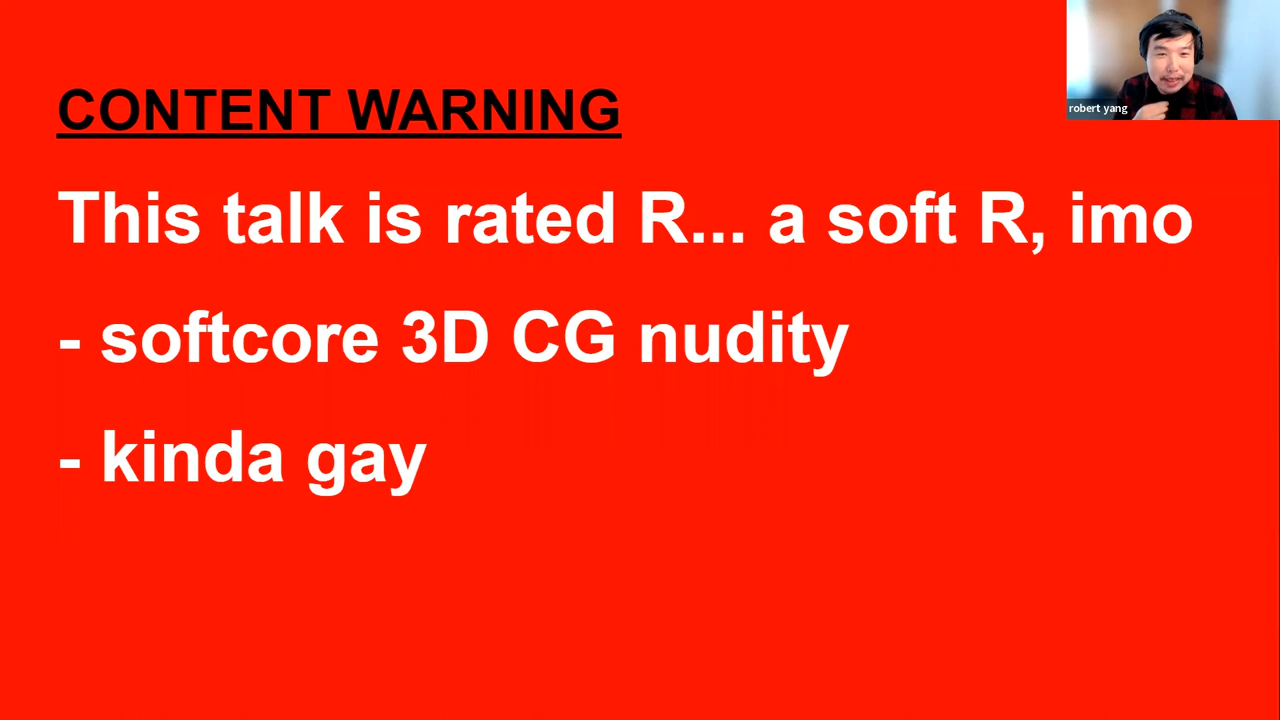 CONTENT WARNING
robert yang
This talk is rated R... a soft R, imo
- softcore 3D CG nudity
- kinda gay